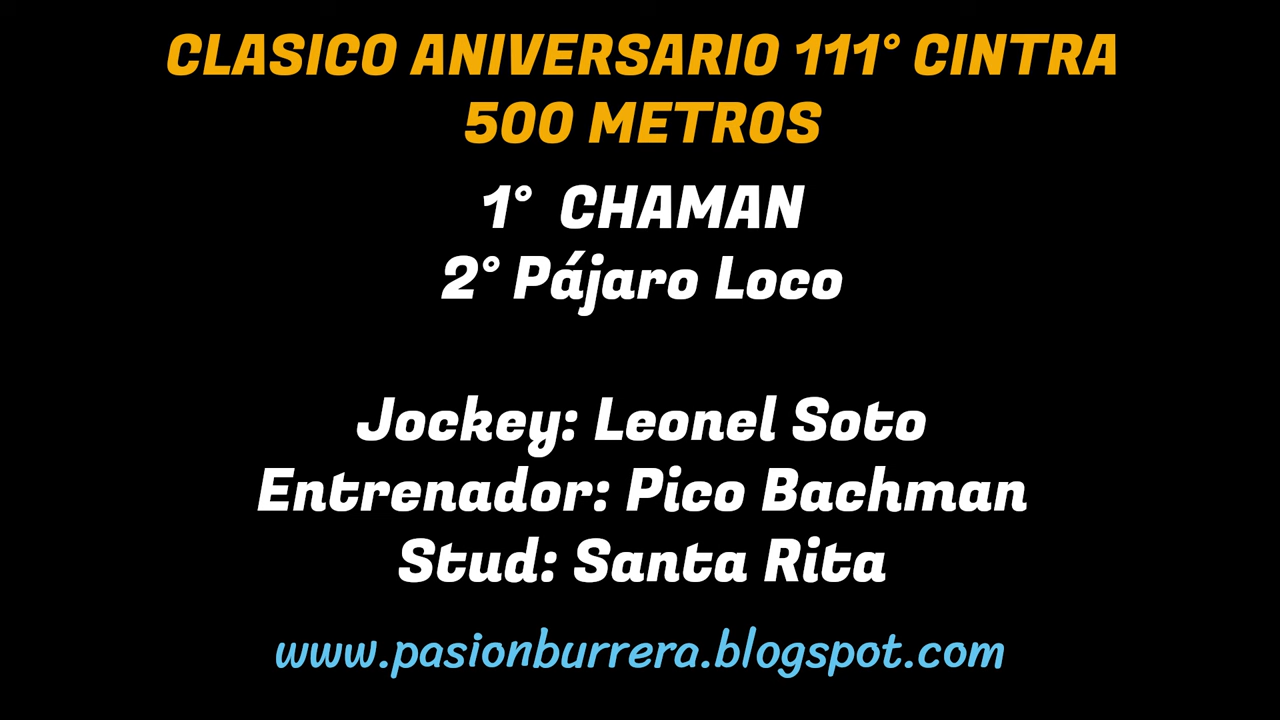 CLASICO ANIVERSARIO 111° CINTRA
500 METROS
1° CHAMAN
2° Pájaro Loco
Jockey: Leonel Soto
Entrenador: Pico Bachman
Stud: Santa Rita
www.pasionburrera.blogspot.com